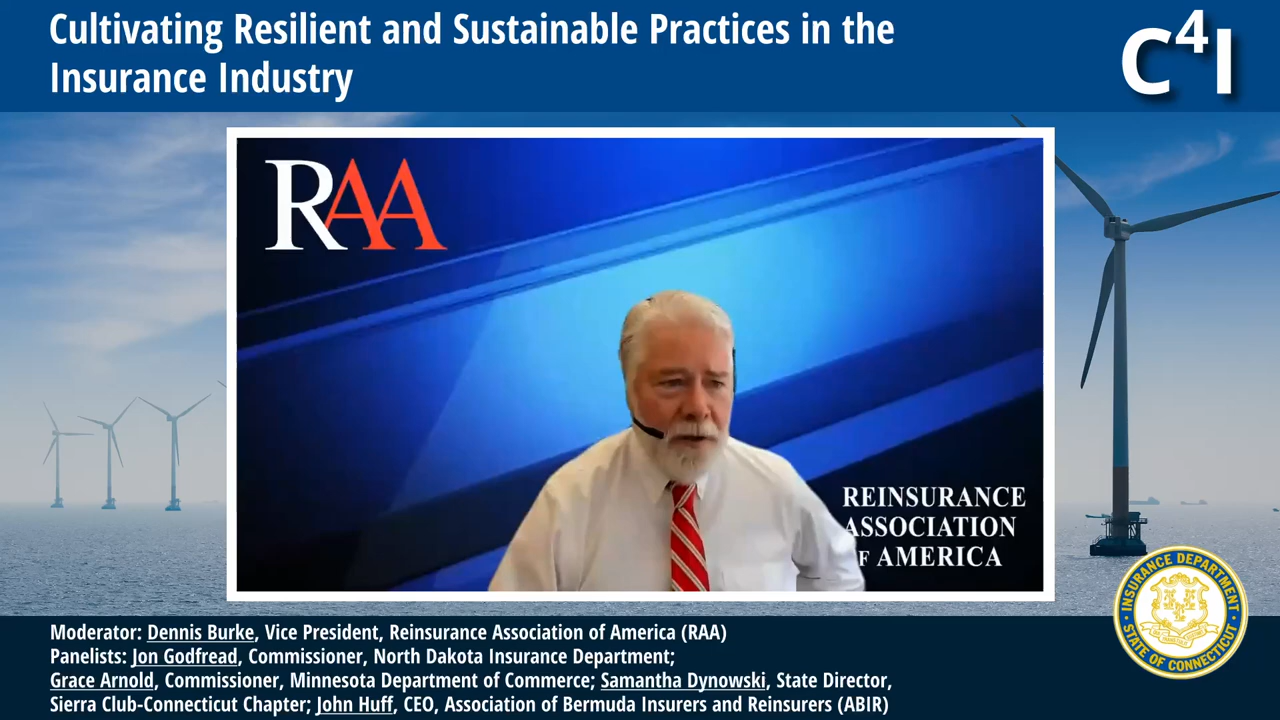 Cultivating Resilient and Sustainable Practices in the
Insurance Industry
C4I
RAA
REINSURANCE
ASSOCIATION
F AMERICA
INSURANCE DEPARTMENT
STATE OF CONNECTICUT
Moderator: Dennis Burke, Vice President, Reinsurance Association of America (RAA)
Panelists: Jon Godfread, Commissioner, North Dakota Insurance Department;
Grace Arnold, Commissioner, Minnesota Department of Commerce; Samantha Dynowski, State Director,
Sierra Club-Connecticut Chapter; John Huff, CEO, Association of Bermuda Insurers and Reinsurers (ABIR)